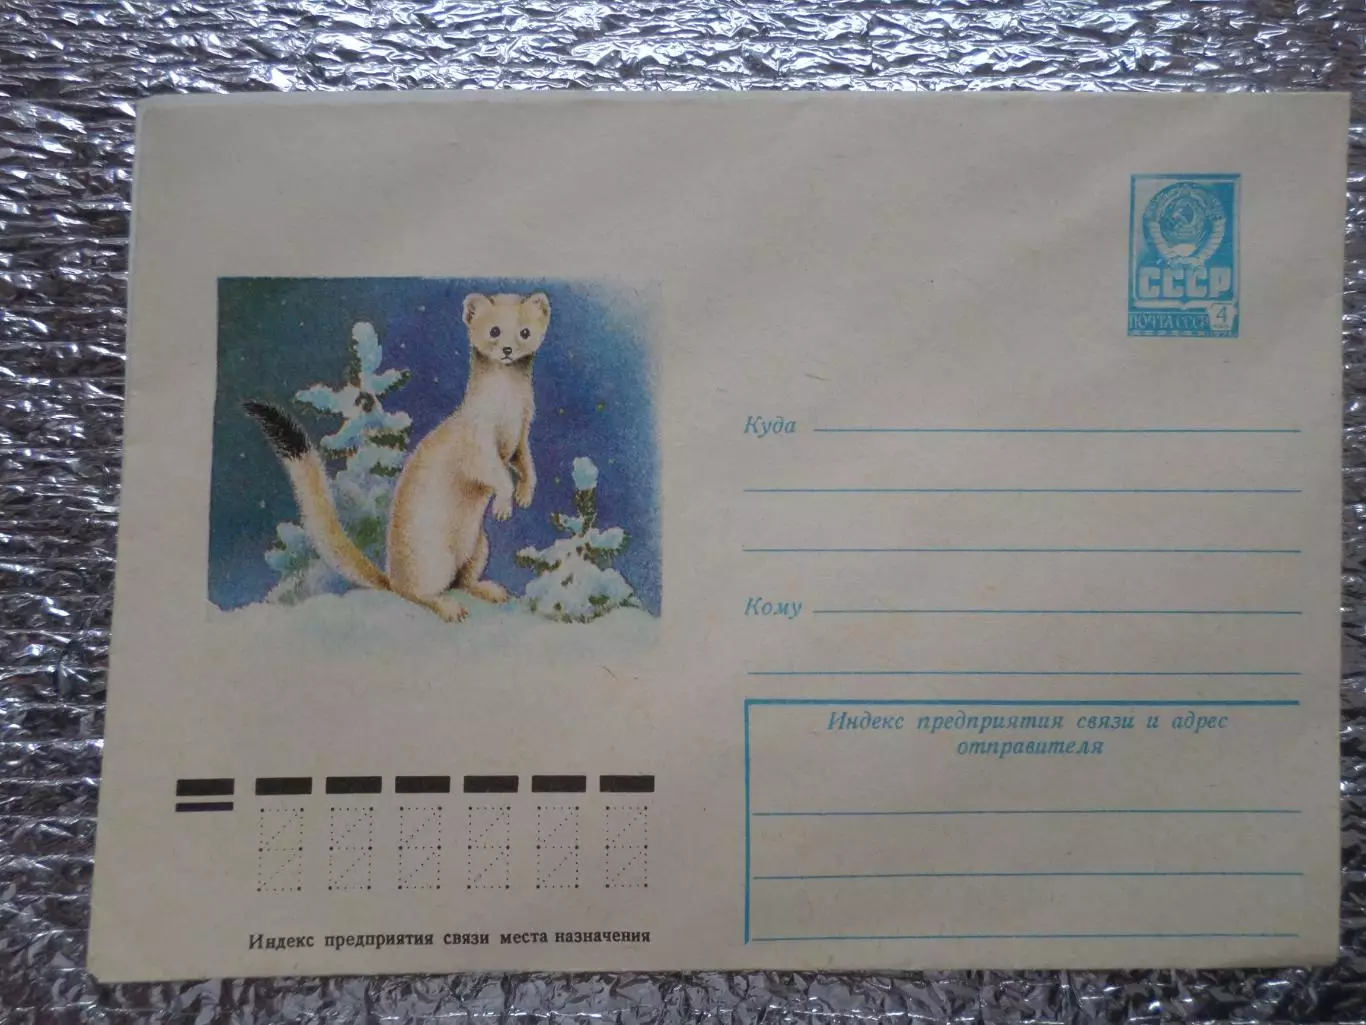 СССР
4
ПОЧТА СССР
Куда
Кому
Индекс предприятия связи и адрес
отправителя
Индекс предприятия связи места назначения